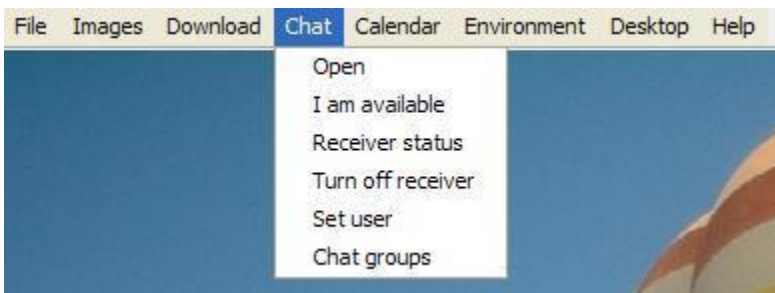 File Images Download Chat Calendar Environment Desktop Help
Open
I am available
Receiver status
Turn off receiver
Set user
Chat groups